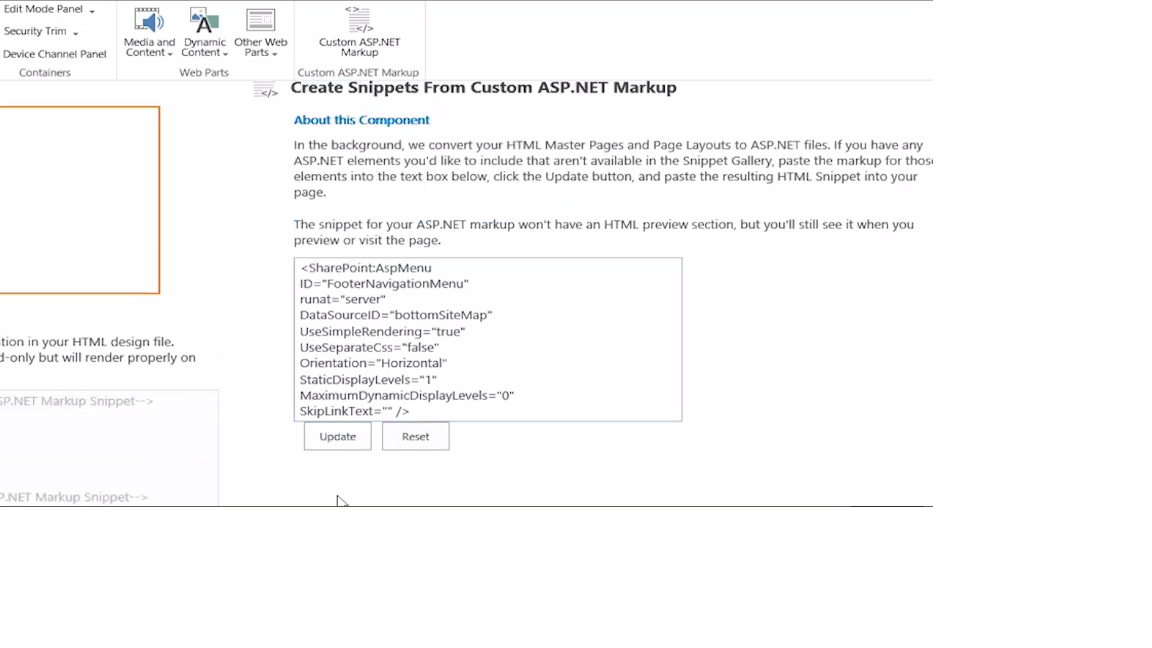 Edit Mode Panel
Security Trim
Device Channel Panel
Containers
Media and Content
Dynamic Content
Other Web Parts
Web Parts
Custom ASP.NET Markup
Custom ASP.NET Markup
Create Snippets From Custom ASP.NET Markup
About this Component
In the background, we convert your HTML Master Pages and Page Layouts to ASP.NET files. If you have any
ASP.NET elements you'd like to include that aren't available in the Snippet Gallery, paste the markup for those
elements into the text box below, click the Update button, and paste the resulting HTML Snippet into your
page.
The snippet for your ASP.NET markup won't have an HTML preview section, but you'll still see it when you
preview or visit the page.
<SharePoint:AspMenu
ID="FooterNavigationMenu"
runat="server"
DataSourceID="bottomSiteMap"
UseSimpleRendering="true"
UseSeparateCss="false"
Orientation="Horizontal"
StaticDisplayLevels="1"
MaximumDynamicDisplayLevels="0"
SkipLinkText="" />
Update
Reset
tion in your HTML design file.
d-only but will render properly on
SP.NET Markup Snippet-->
P.NET Markup Snippet-->